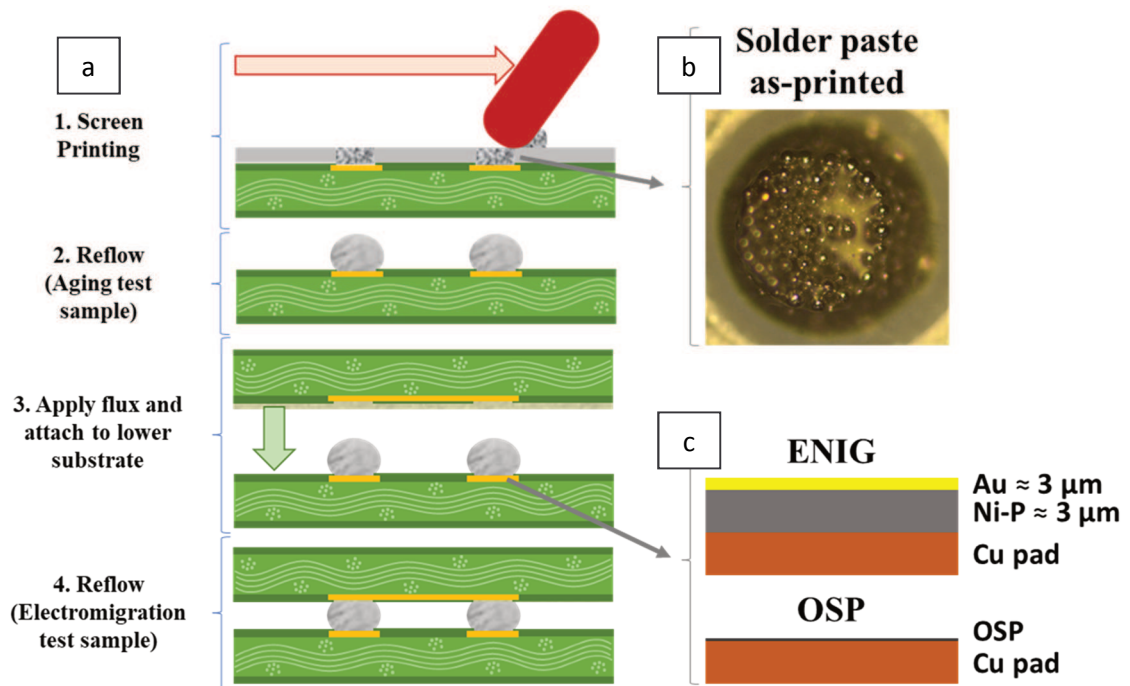 a
1. Screen
Printing
2. Reflow
(Aging test
sample)
3. Apply flux and
attach to lower
substrate
4. Reflow
(Electromigration
test sample)
b
Solder paste
as-printed
c
ENIG
Au ≈ 3 μm
Ni-P ≈ 3 μm
Cu pad
OSP
OSP
Cu pad